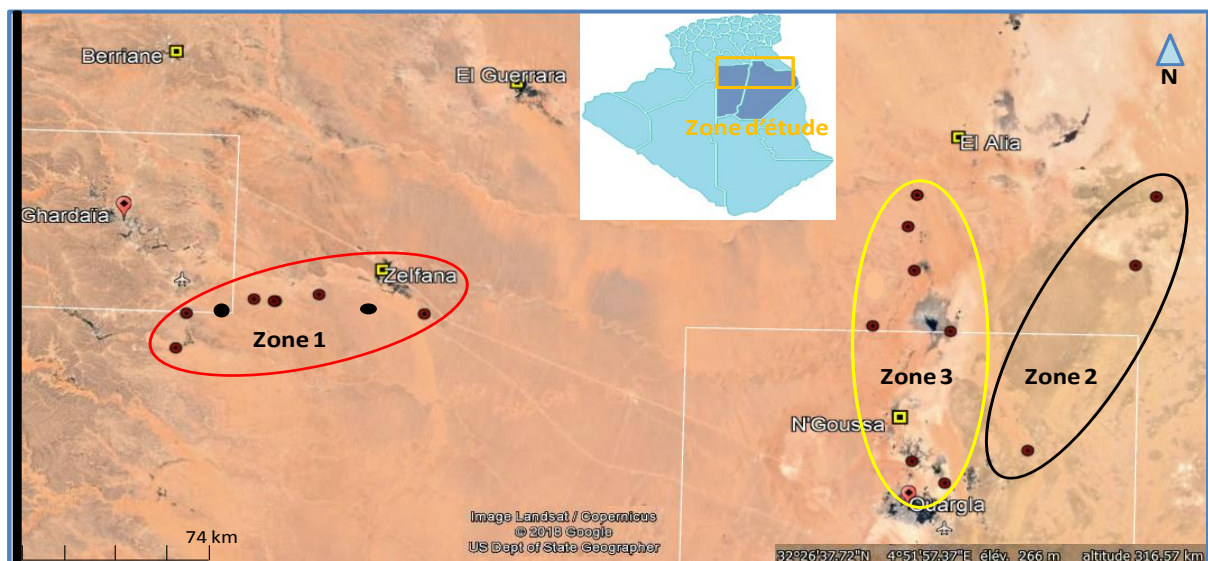 Berriane
El Guerrara
Zone d'étude
N
El Alia
Ghardaïa
Zelfana
Zone 1
Zone 3
Zone 2
N'Goussa
Ouargla
74 km
Image Landsat / Copernicus
© 2018 Google
US Dept of State Geographer
32°26'37.72"N 4°51'57.37"E élév. 266 m altitude 316.57 km